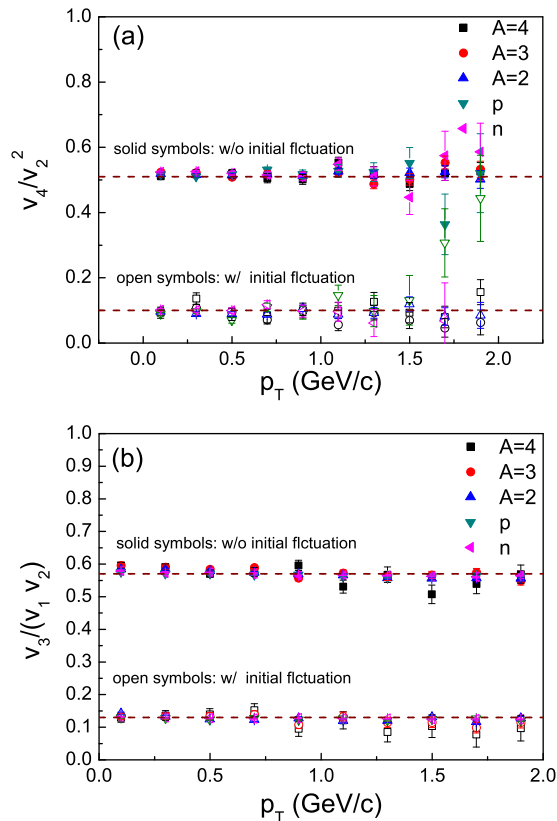 (a)
A=4
A=3
A=2
p
n
solid symbols: w/o initial flctuation
open symbols: w/ initial flctuation
1.0
0.8
0.6
0.4
0.2
0.0
v₄/v₂²
0.0 0.5 1.0 1.5 2.0
p_T (GeV/c)
(b)
A=4
A=3
A=2
p
n
solid symbols: w/o initial flctuation
open symbols: w/ initial flctuation
1.0
0.9
0.8
0.7
0.6
0.5
0.4
0.3
0.2
0.1
0.0
v₃/(v₁ v₂)
0.0 0.5 1.0 1.5 2.0
p_T (GeV/c)